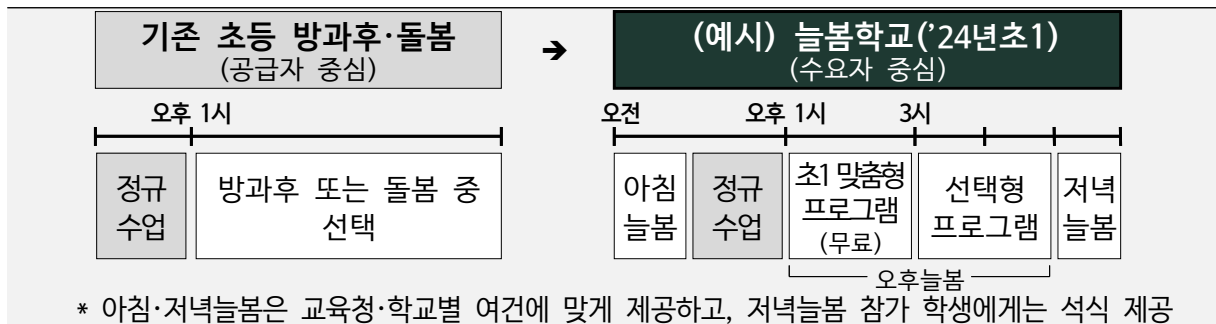 기존 초등 방과후·돌봄
(공급자 중심)
➔
(예시) 늘봄학교(’24년초1)
(수요자 중심)
오후 1시
정규
수업
방과후 또는 돌봄 중
선택
오전
오후 1시
3시
아침
늘봄
정규
수업
초1 맞춤형
프로그램
(무료)
선택형
프로그램
저녁
늘봄
오후늘봄
* 아침·저녁늘봄은 교육청·학교별 여건에 맞게 제공하고, 저녁늘봄 참가 학생에게는 석식 제공